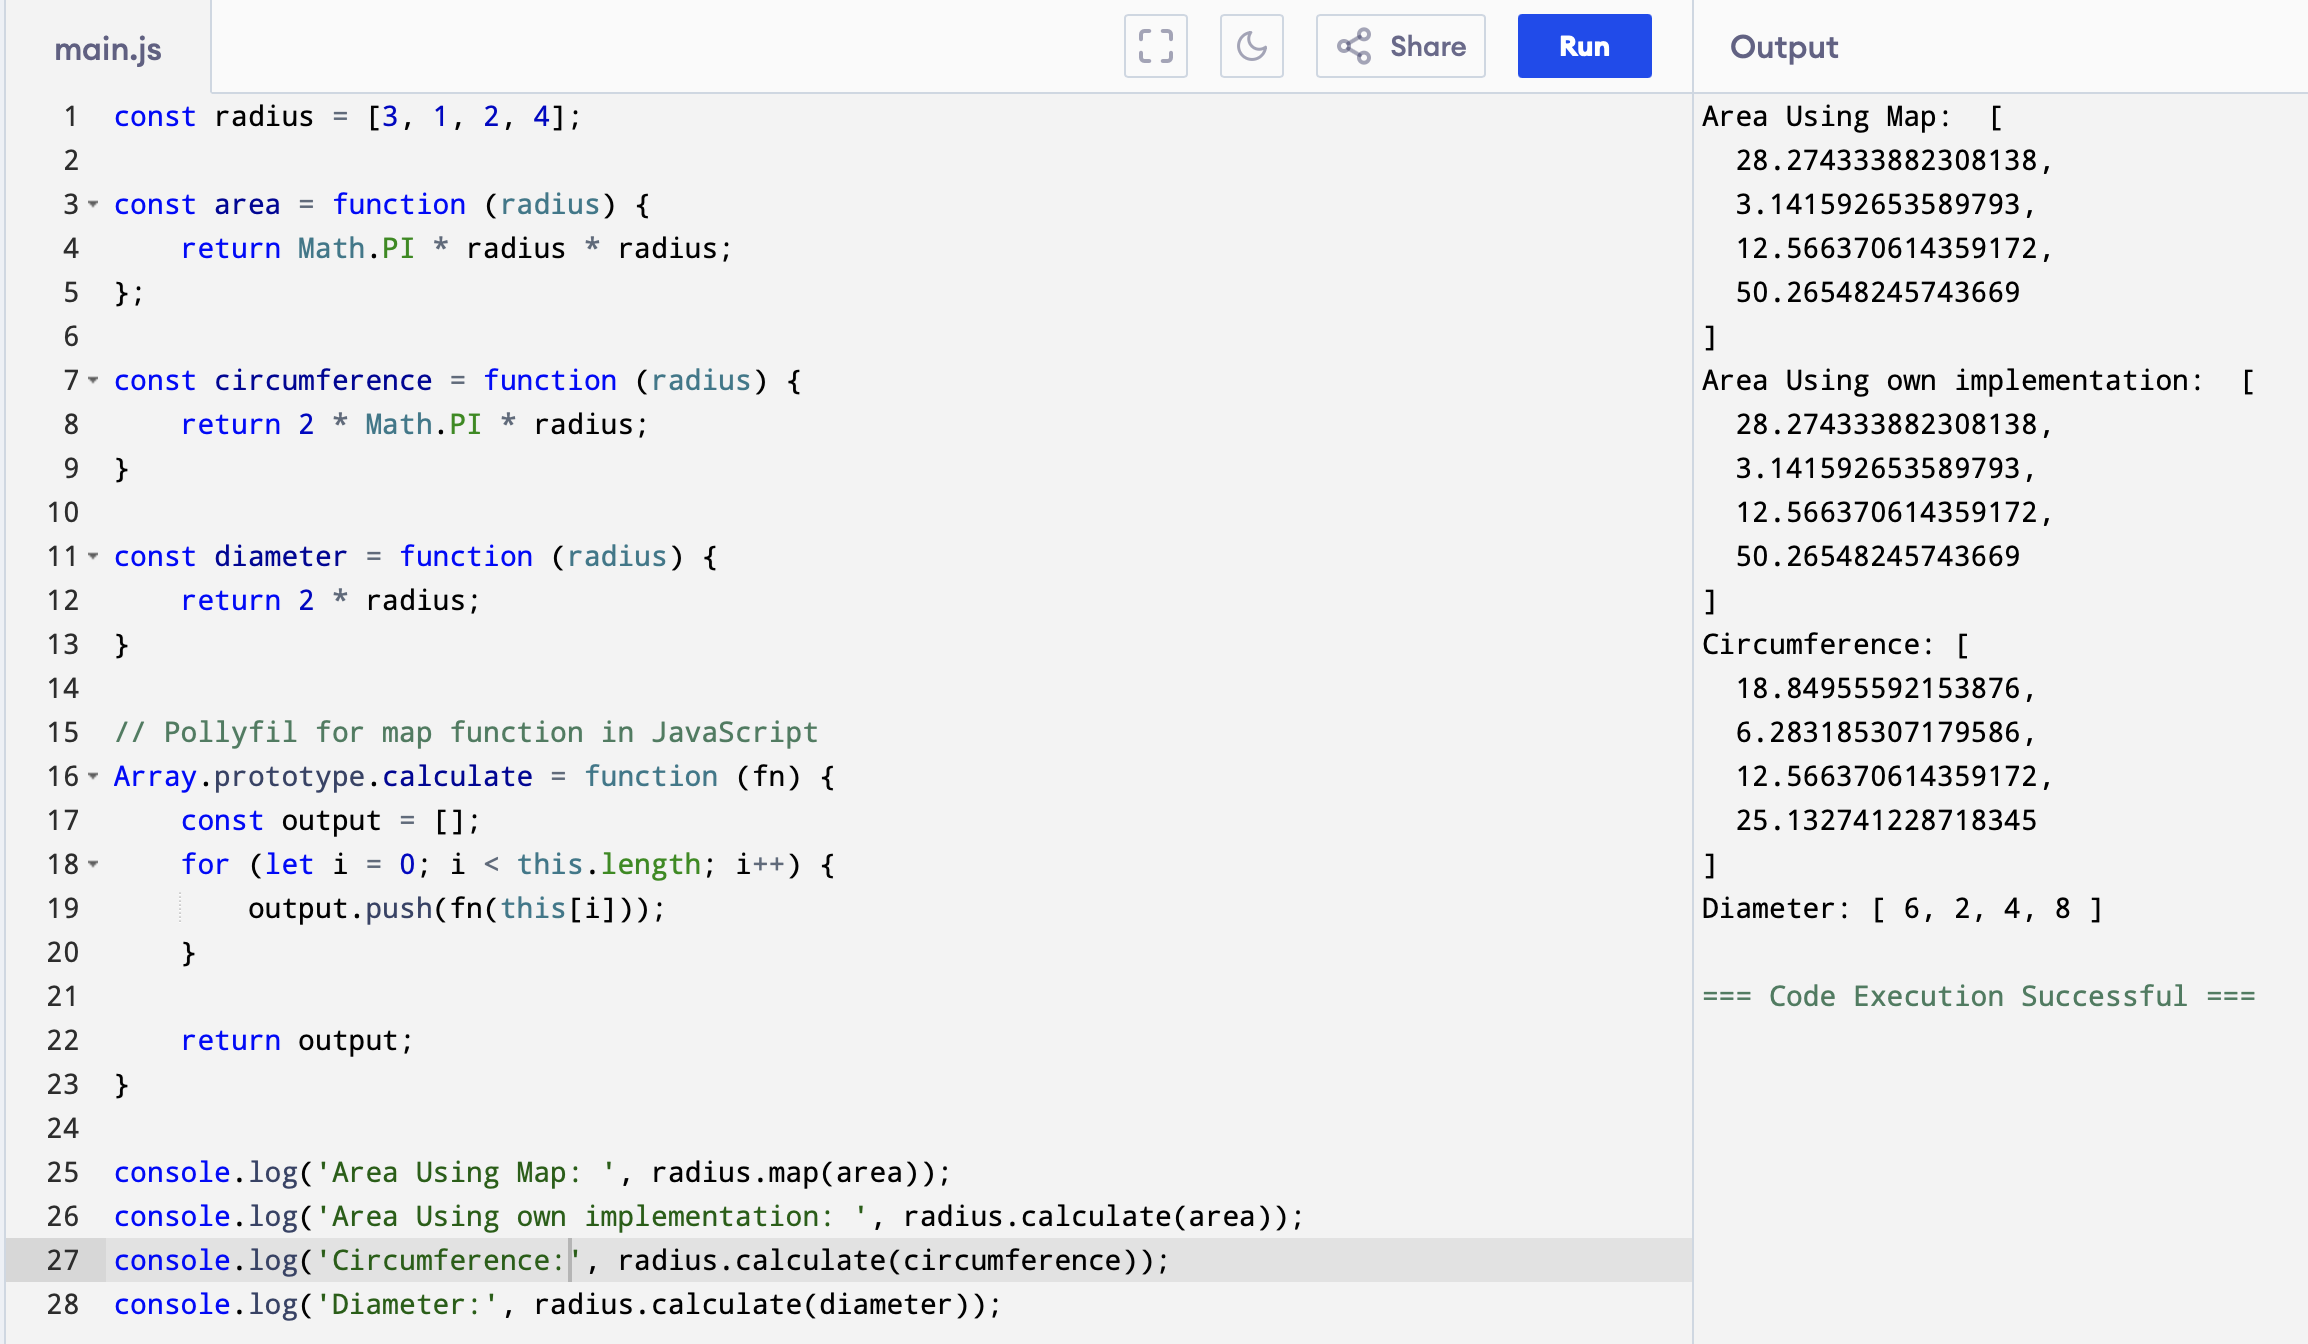 main.js
Share
Run
Output
1 const radius = [3, 1, 2, 4];
2
3 const area = function (radius) {
4     return Math.PI * radius * radius;
5 };
6
7 const circumference = function (radius) {
8     return 2 * Math.PI * radius;
9 }
10
11 const diameter = function (radius) {
12     return 2 * radius;
13 }
14
15 // Pollyfil for map function in JavaScript
16 Array.prototype.calculate = function (fn) {
17     const output = [];
18     for (let i = 0; i < this.length; i++) {
19         output.push(fn(this[i]));
20     }
21
22     return output;
23 }
24
25 console.log('Area Using Map: ', radius.map(area));
26 console.log('Area Using own implementation: ', radius.calculate(area));
27 console.log('Circumference:', radius.calculate(circumference));
28 console.log('Diameter:', radius.calculate(diameter));
Area Using Map:  [
  28.274333882308138,
  3.141592653589793,
  12.566370614359172,
  50.26548245743669
]
Area Using own implementation:  [
  28.274333882308138,
  3.141592653589793,
  12.566370614359172,
  50.26548245743669
]
Circumference: [
  18.84955592153876,
  6.283185307179586,
  12.566370614359172,
  25.132741228718345
]
Diameter: [ 6, 2, 4, 8 ]

=== Code Execution Successful ===